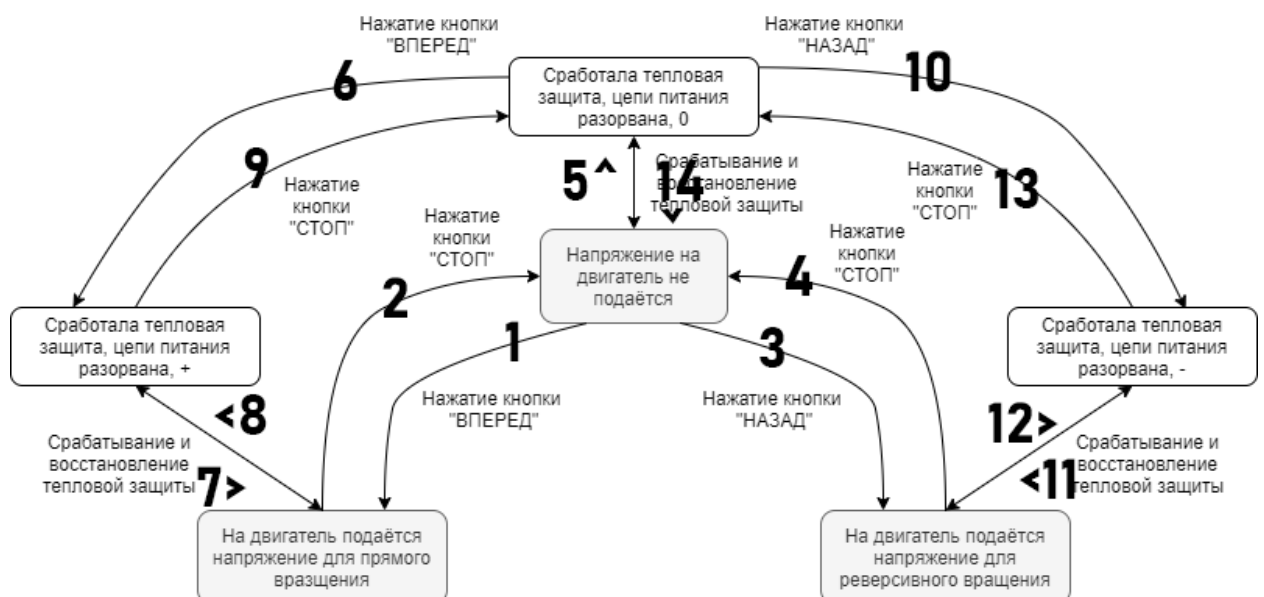 Нажатие кнопки
"ВПЕРЕД"
6
Сработала тепловая
защита, цепи питания
разорвана, 0
Нажатие кнопки
"НАЗАД"
10
9
Нажатие
кнопки
"СТОП"
5 ^
14
Срабатывание и
восстановление
тепловой защиты
Нажатие
кнопки
"СТОП"
13
2
Нажатие
кнопки
"СТОП"
Напряжение на
двигатель не
подаётся
4
Нажатие
кнопки
"СТОП"
Сработала тепловая
защита, цепи питания
разорвана, +
1
3
Сработала тепловая
защита, цепи питания
разорвана, -
<8
Нажатие кнопки
"ВПЕРЕД"
Нажатие кнопки
"НАЗАД"
12>
Срабатывание и
восстановление
тепловой защиты
7>
<11
Срабатывание и
восстановление
тепловой защиты
На двигатель подаётся
напряжение для прямого
вразщения
На двигатель подаётся
напряжение для
реверсивного вращения